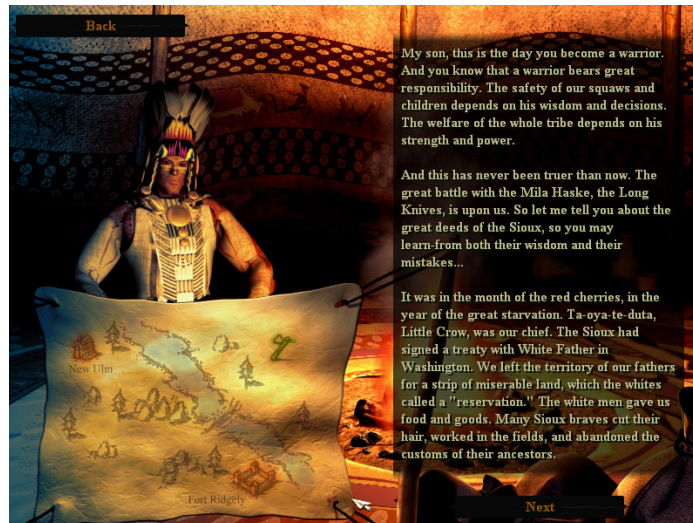 Back
My son, this is the day you become a warrior.
And you know that a warrior bears great
responsibility. The safety of our squaws and
children depends on his wisdom and decisions.
The welfare of the whole tribe depends on his
strength and power.
And this has never been truer than now. The
great battle with the Mila Haske, the Long
Knives, is upon us. So let me tell you about the
great deeds of the Sioux, so you may
learn-from both their wisdom and their
mistakes...
It was in the month of the red cherries, in the
year of the great starvation. Ta-oya-te-duta,
Little Crow, was our chief. The Sioux had
signed a treaty with White Father in
Washington. We left the territory of our fathers
for a strip of miserable land, which the whites
called a "reservation." The white men gave us
food and goods. Many Sioux braves cut their
hair, worked in the fields, and abandoned the
customs of their ancestors.
New Ulm
Fort Ridgely
Next